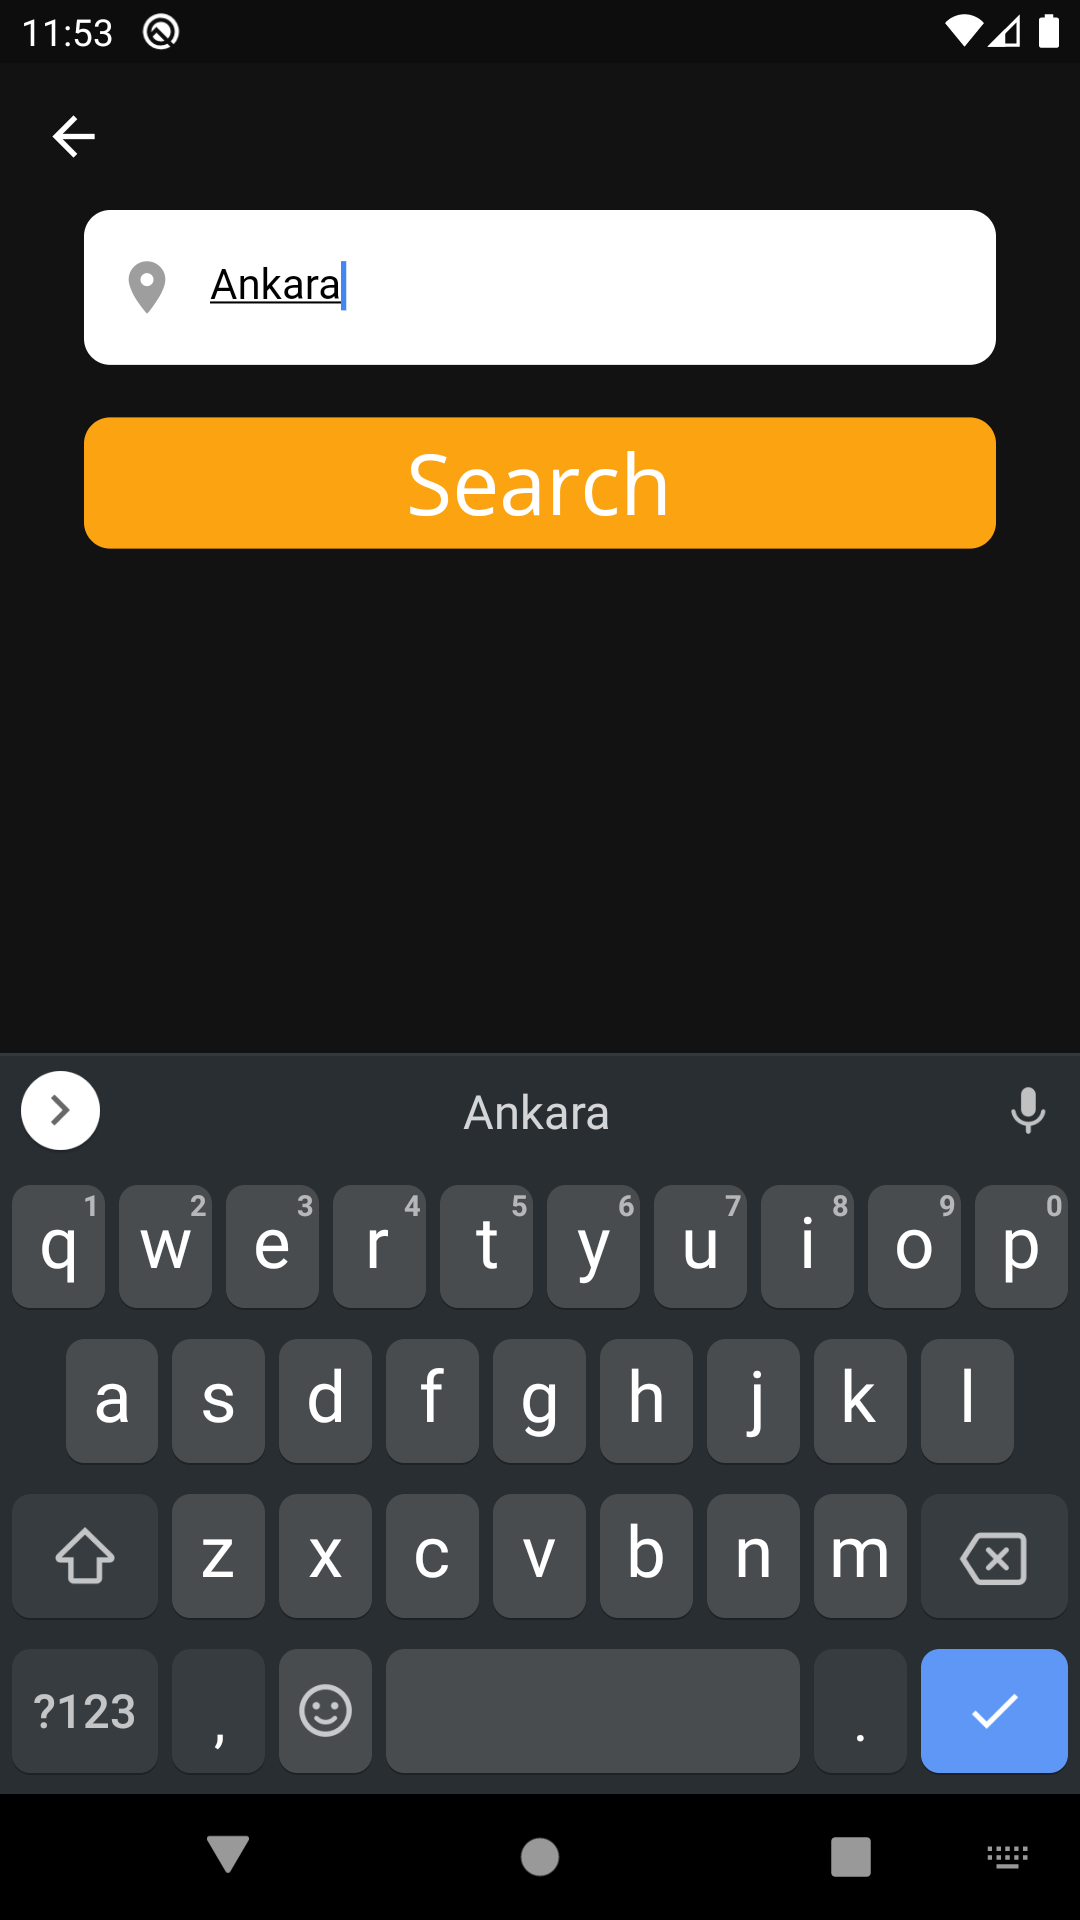 11:53
Ankara
Search
Ankara
1 2 3 4 5 6 7 8 9 0
q w e r t y u i o p
a s d f g h j k l
z x c v b n m
?123 , .